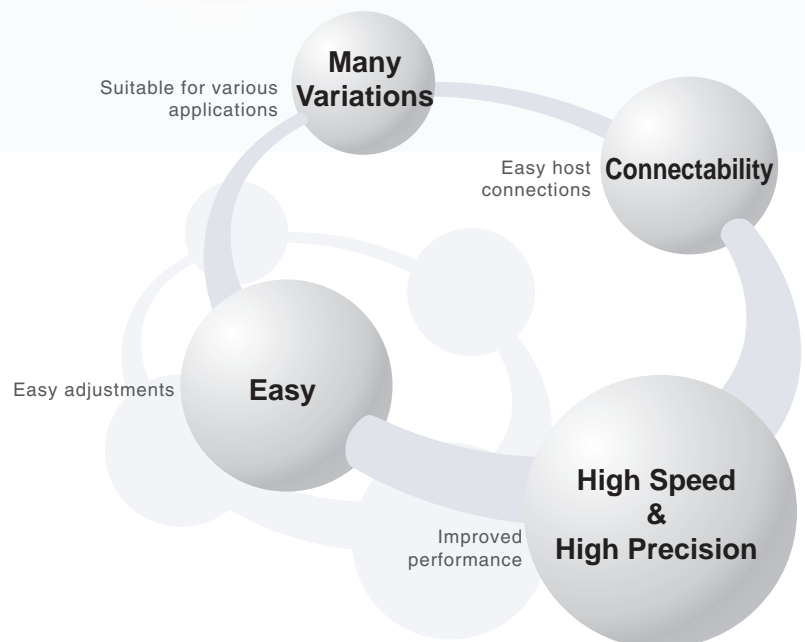 Many
Variations
Suitable for various
applications
Connectability
Easy host
connections
Easy
Easy adjustments
High Speed
&
High Precision
Improved
performance